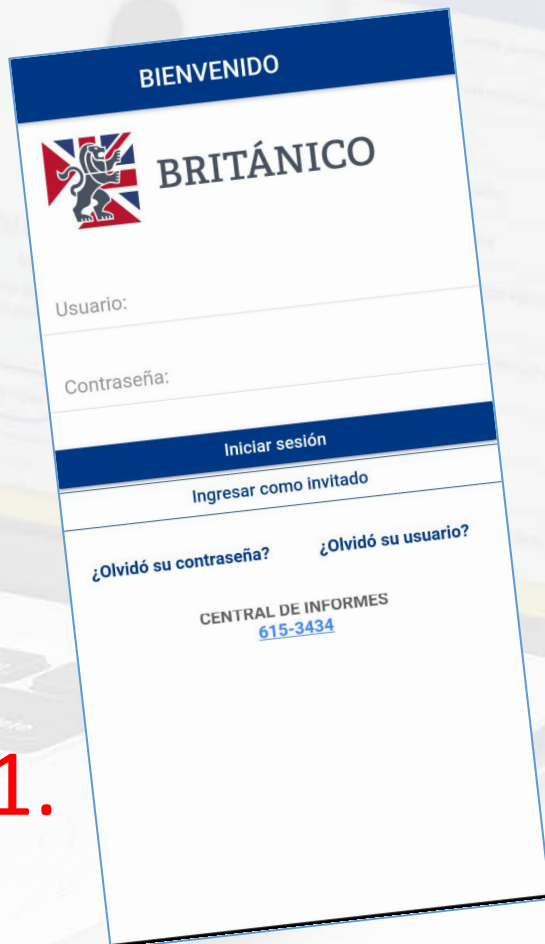 BIENVENIDO
BRITÁNICO
Usuario:
Contraseña:
Iniciar sesión
Ingresar como invitado
¿Olvidó su contraseña? ¿Olvidó su usuario?
CENTRAL DE INFORMES
615-3434
1.